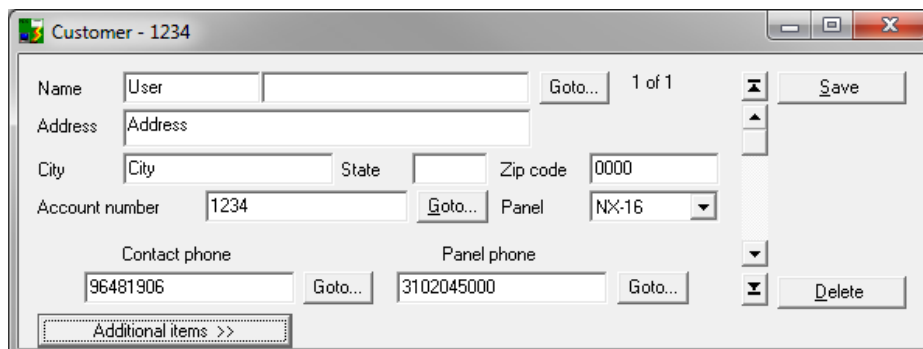 Customer - 1234
Name User Goto... 1 of 1 Save
Address Address
City City State Zip code 0000
Account number 1234 Goto... Panel NX-16
Contact phone Panel phone
96481906 Goto... 3102045000 Goto... Delete
Additional items >>